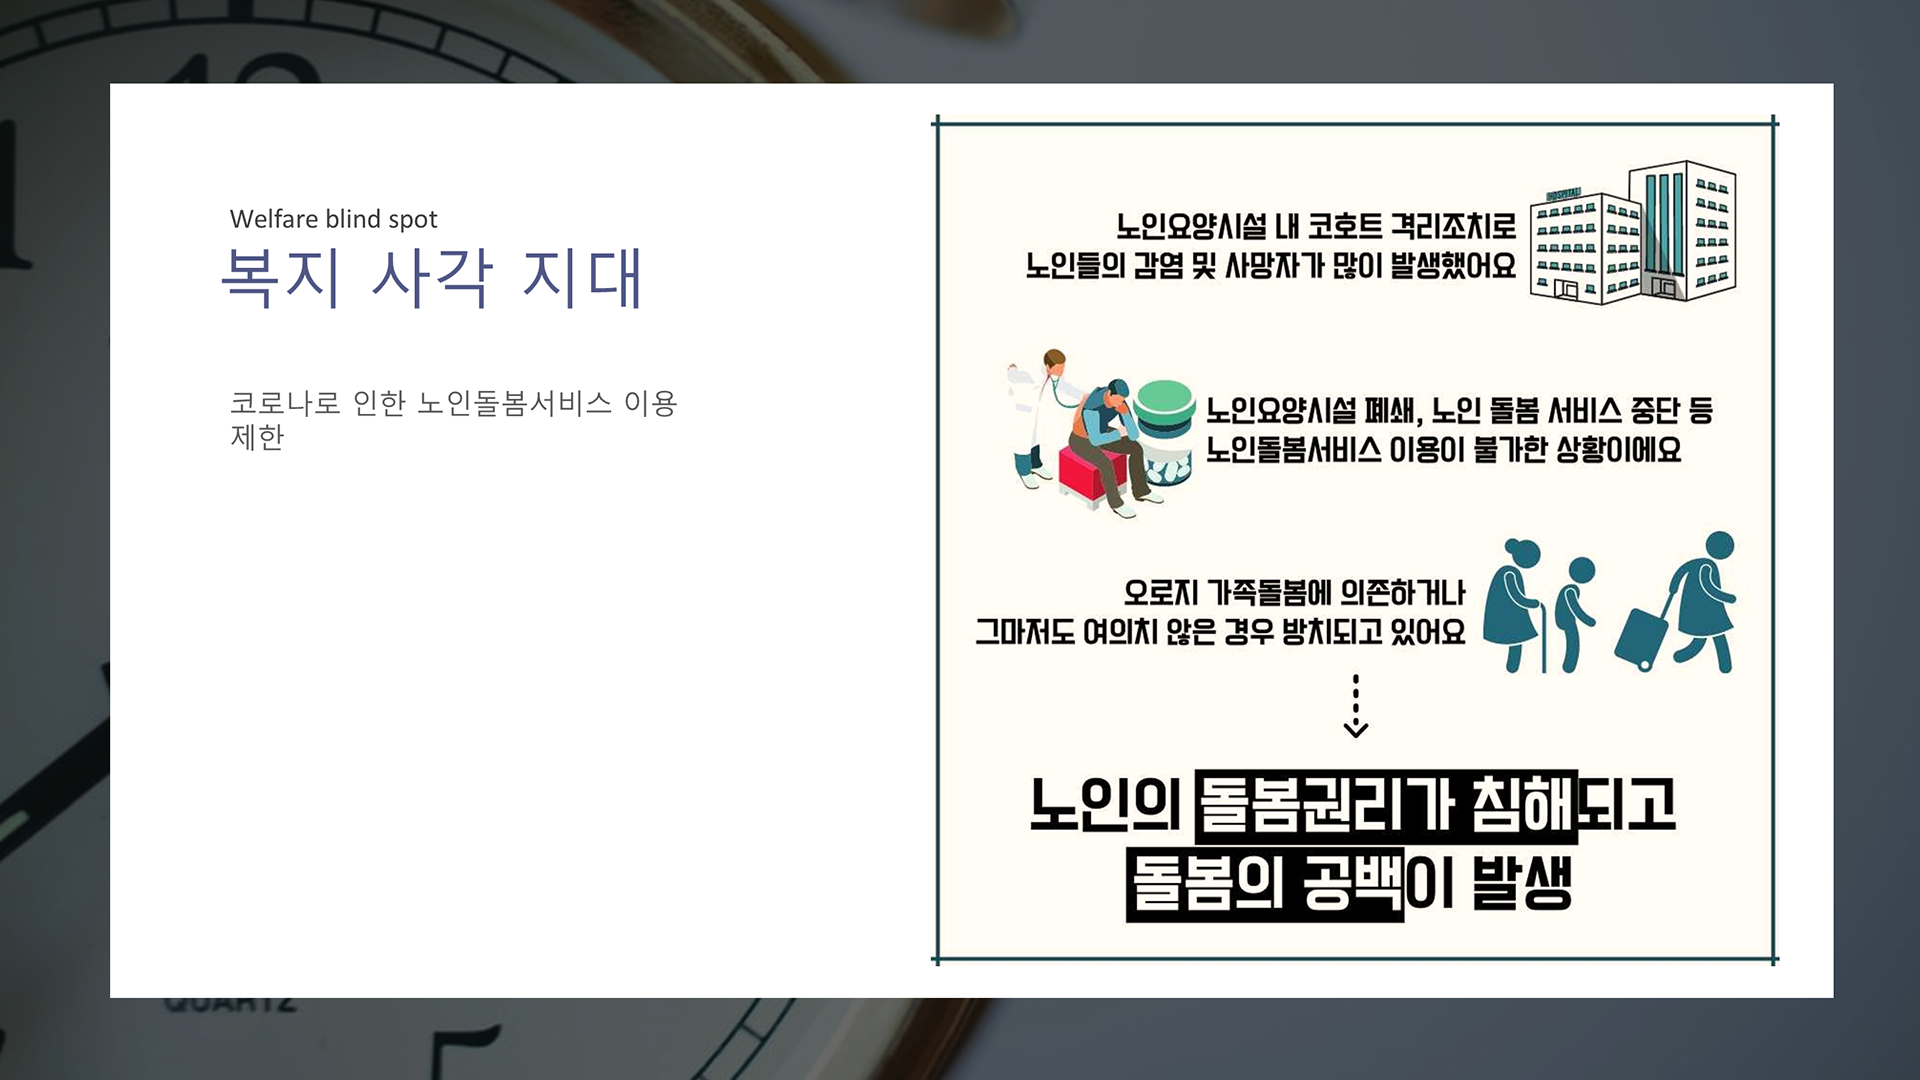 Welfare blind spot
복지 사각 지대
코로나로 인한 노인돌봄서비스 이용
제한
HOSPITAL
노인요양시설 내 코호트 격리조치로
노인들의 감염 및 사망자가 많이 발생했어요
노인요양시설 폐쇄, 노인 돌봄 서비스 중단 등
노인돌봄서비스 이용이 불가한 상황이에요
오로지 가족돌봄에 의존하거나
그마저도 여의치 않은 경우 방치되고 있어요
노인의 돌봄권리가 침해되고
돌봄의 공백이 발생
12
QUARTZ
5